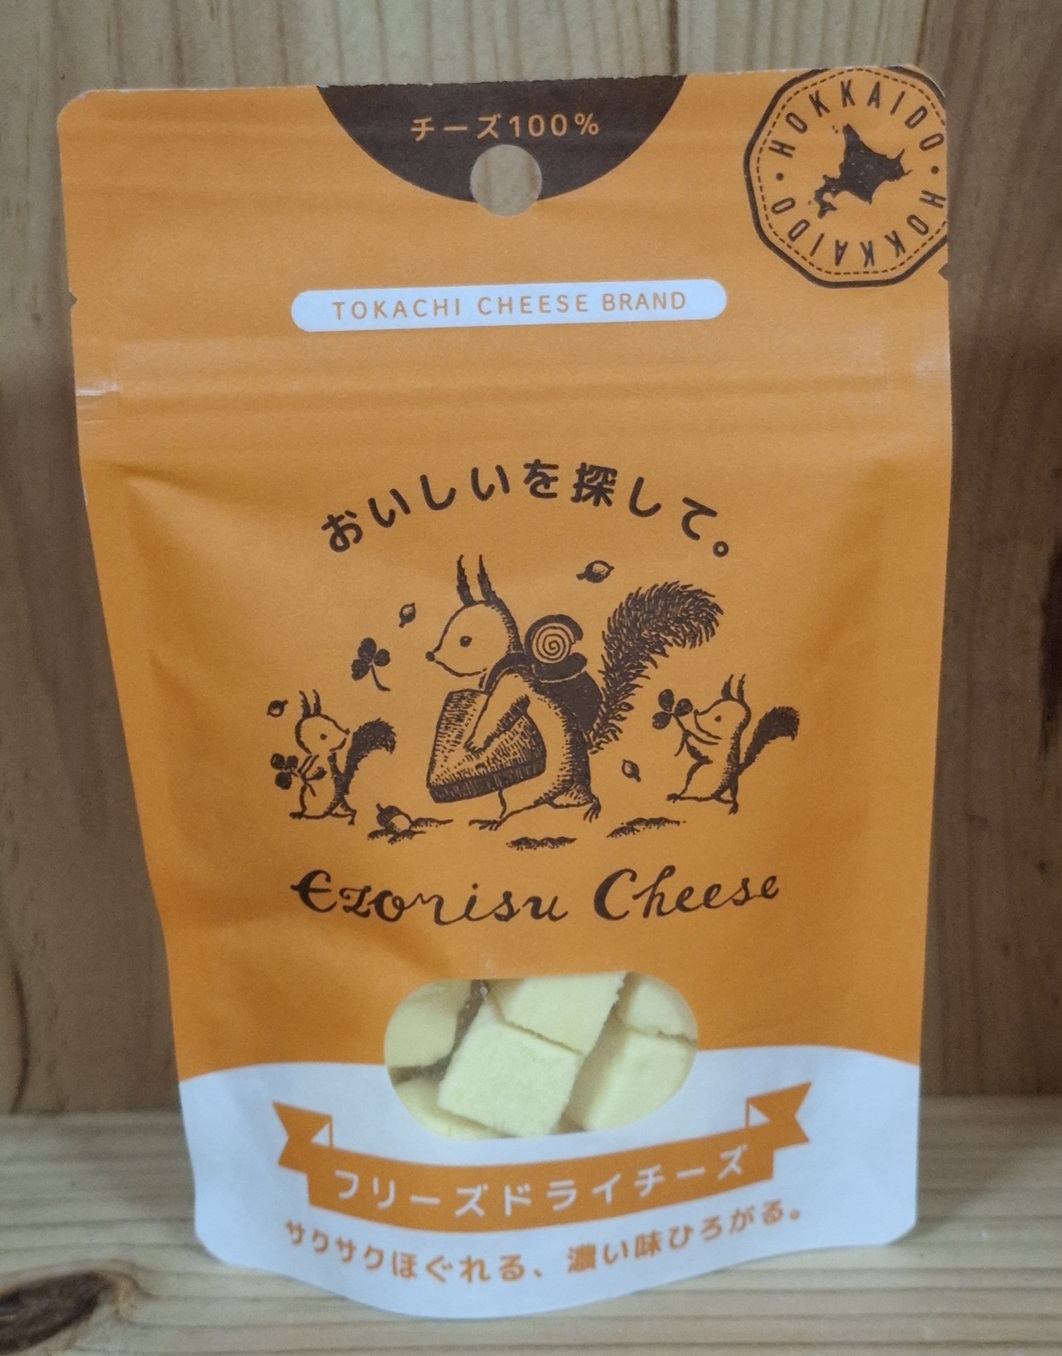 チーズ100%
HOKKAIDO・HOKKAIDO・
TOKACHI CHEESE BRAND
おいしいを探して。
Ezorisu Cheese
フリーズドライチーズ
サクサクほぐれる、濃い味ひろがる。